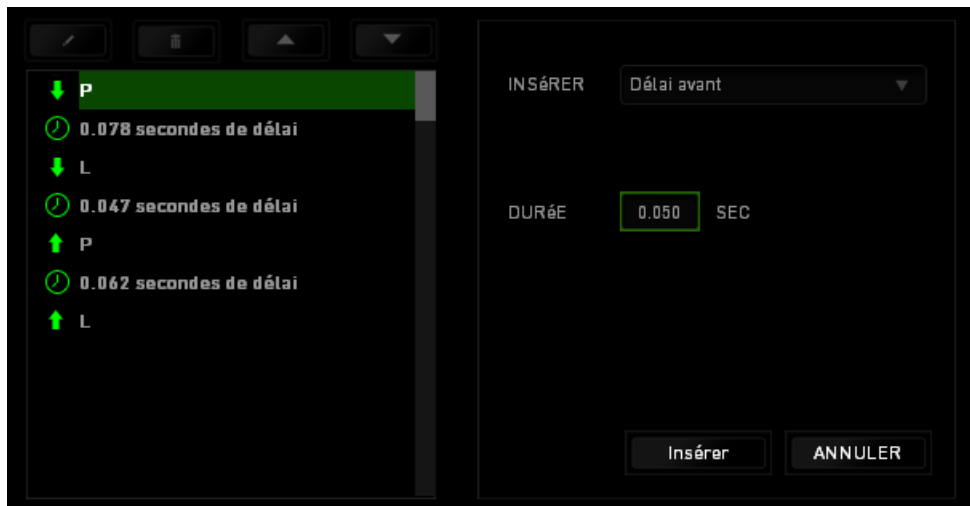 P
0.078 secondes de délai
L
0.047 secondes de délai
P
0.062 secondes de délai
L
INSéRER Délai avant
DURéE 0.050 SEC
Insérer ANNULER